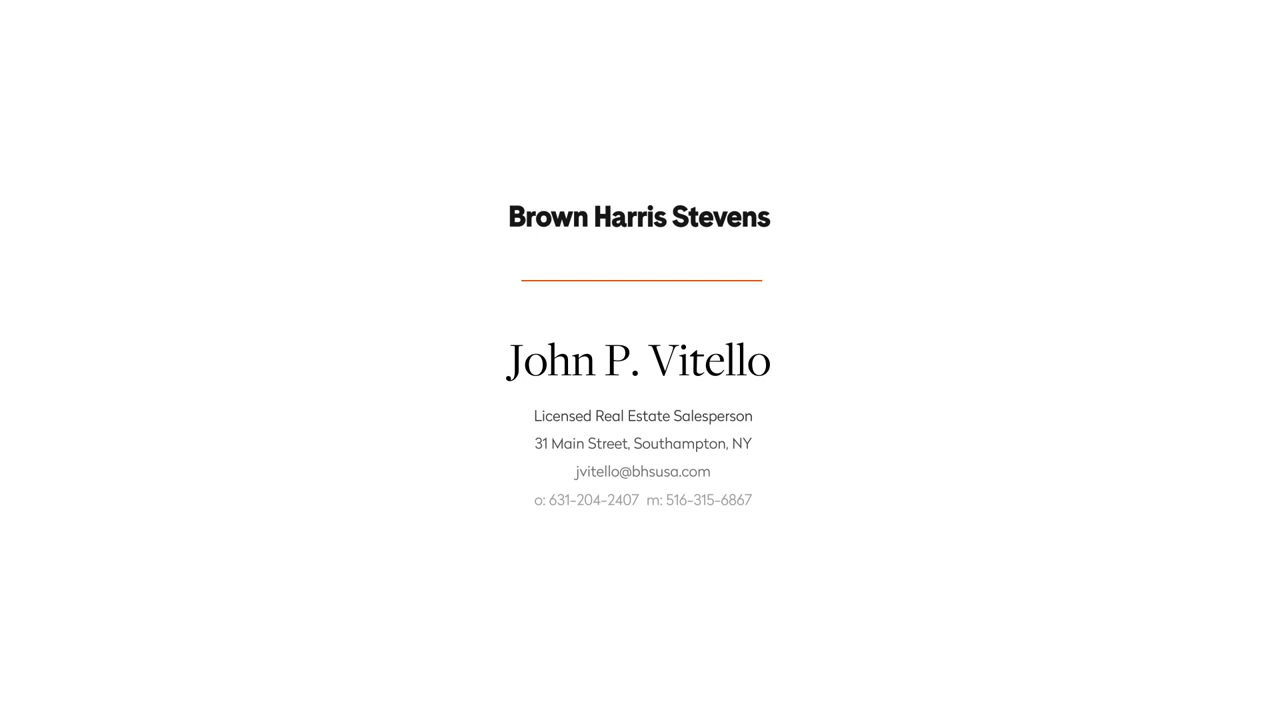 Brown Harris Stevens
John P. Vitello
Licensed Real Estate Salesperson
31 Main Street, Southampton, NY
jvitello@bhsusa.com
o: 631-204-2407 m: 516-315-6867